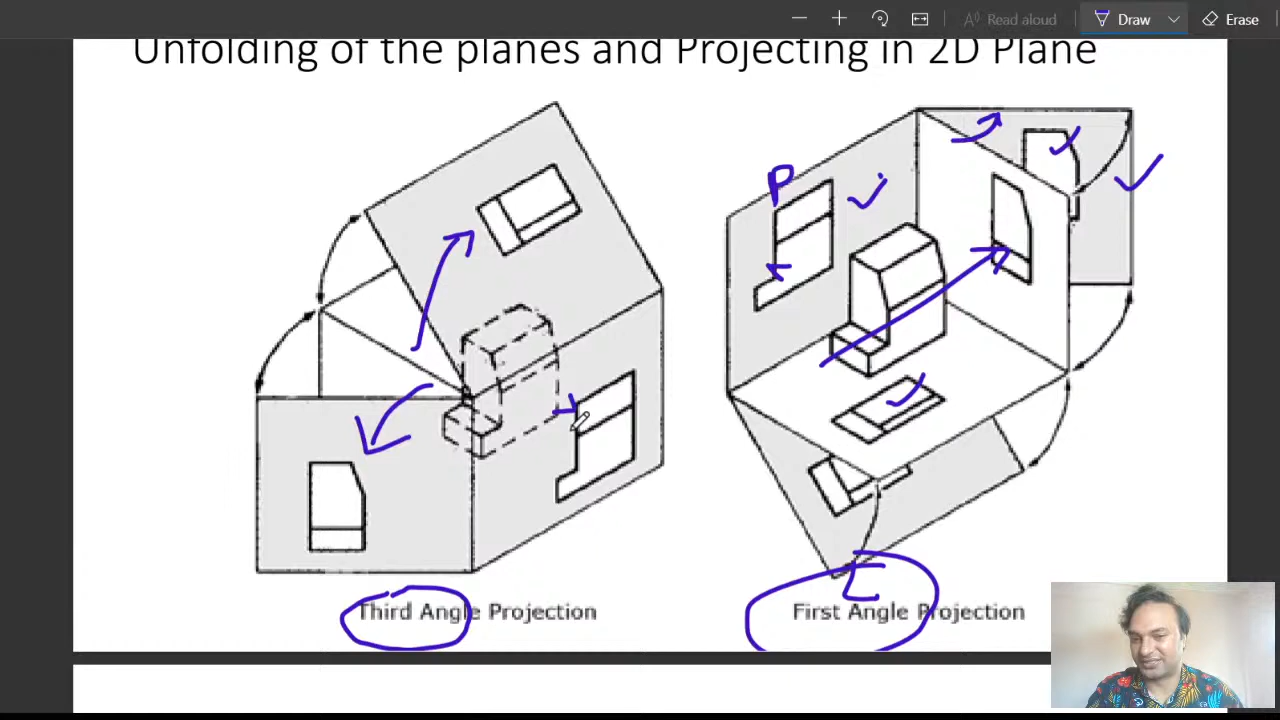 Read aloud
Draw
Erase
Unfolding of the planes and Projecting in 2D Plane
P
Third Angle Projection
First Angle Projection